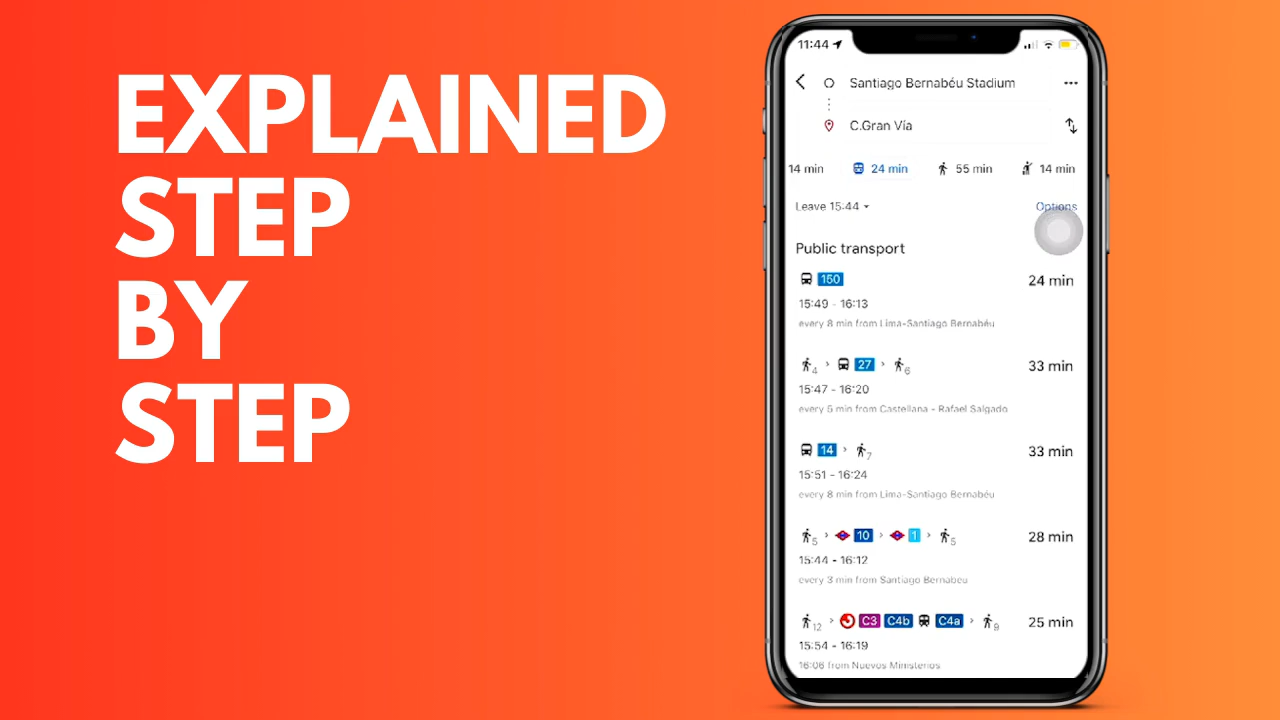 EXPLAINED
STEP
BY
STEP
11:44
Santiago Bernabéu Stadium
C.Gran Vía
14 min 24 min 55 min 14 min
Leave 15:44 Options
Public transport
150 24 min
15:49 - 16:13
every 8 min from Lima-Santiago Bernabéu
4 27 6 33 min
15:47 - 16:20
every 5 min from Castellana - Rafael Salgado
14 7 33 min
15:51 - 16:24
every 8 min from Lima-Santiago Bernabéu
5 10 1 5 28 min
15:44 - 16:12
every 3 min from Santiago Bernabeu
12 C3 C4b C4a 9 25 min
15:54 - 16:19
16:06 from Nuevos Ministerios